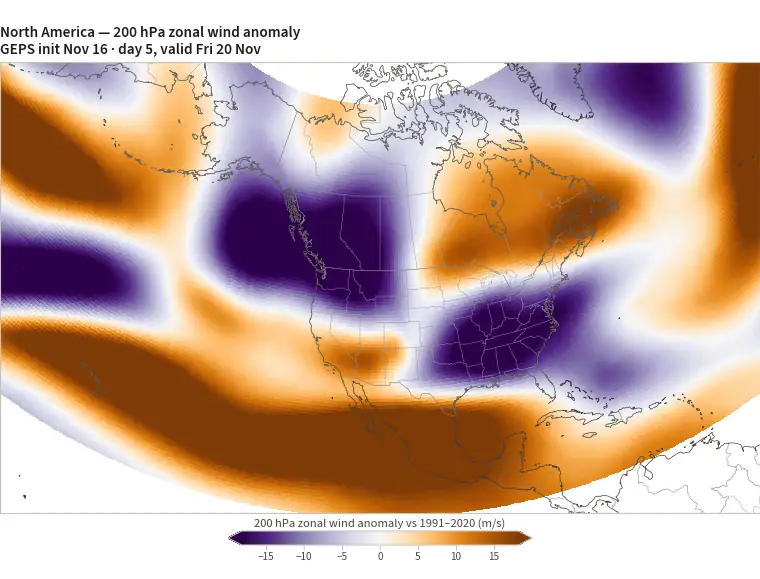 North America — 200 hPa zonal wind anomaly
GEPS init Nov 16 · day 5, valid Fri 20 Nov
200 hPa zonal wind anomaly vs 1991–2020 (m/s)
−15 −10 −5 0 5 10 15